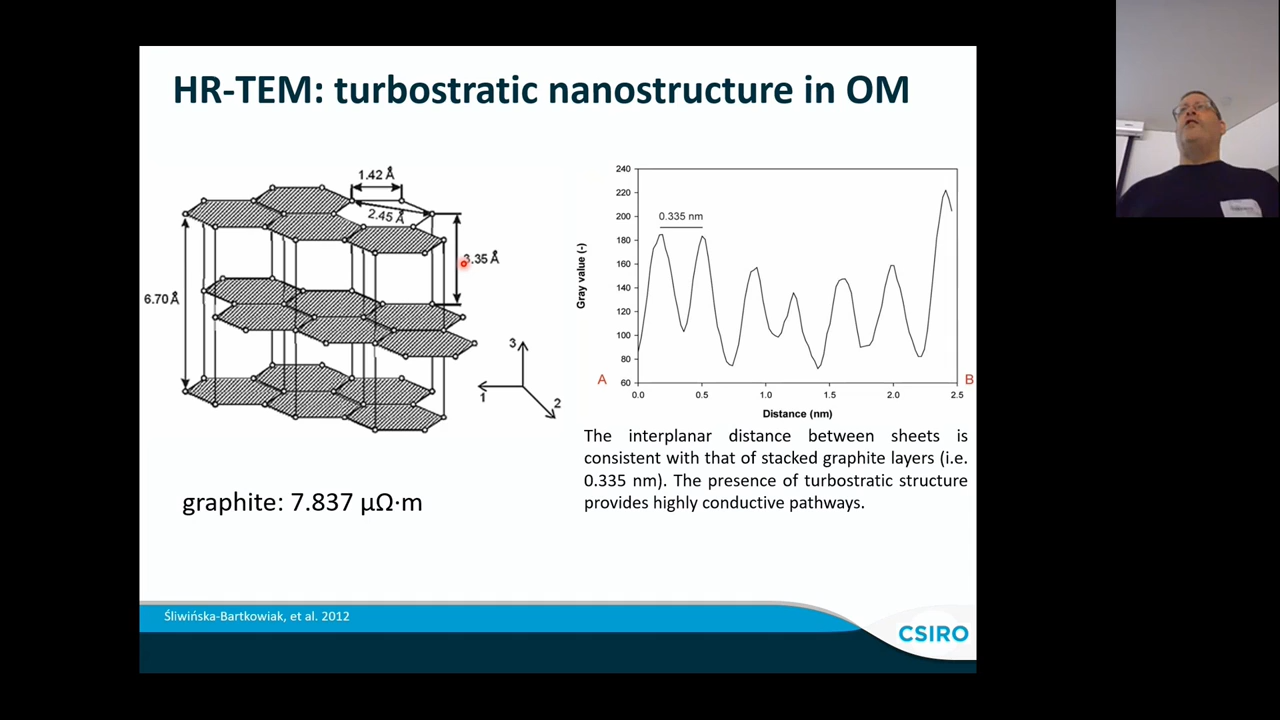 HR-TEM: turbostratic nanostructure in OM
1.42 Å
2.45 Å
3.35 Å
6.70 Å
3
1
2
240
220
200
180
160
140
120
100
80
60
Gray value (-)
0.335 nm
A
B
0.0
0.5
1.0
1.5
2.0
2.5
Distance (nm)
The interplanar distance between sheets is
consistent with that of stacked graphite layers (i.e.
0.335 nm). The presence of turbostratic structure
provides highly conductive pathways.
graphite: 7.837 µΩ·m
Śliwińska-Bartkowiak, et al. 2012
CSIRO